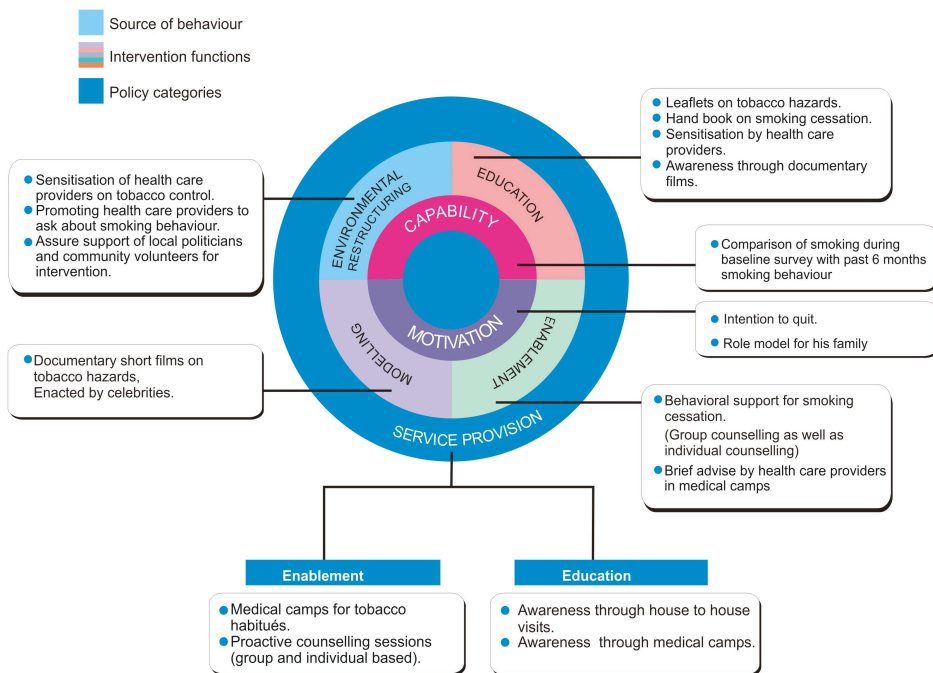 Source of behaviour
Intervention functions
Policy categories
Leaflets on tobacco hazards.
Hand book on smoking cessation.
Sensitisation by health care
providers.
Awareness through documentary
films.
Sensitisation of health care
providers on tobacco control.
Promoting health care providers to
ask about smoking behaviour.
Assure support of local politicians
and community volunteers for
intervention.
ENVIRONMENTAL
RESTRUCTURING
EDUCATION
CAPABILITY
MOTIVATION
MODELLING
ENABLEMENT
SERVICE PROVISION
Comparison of smoking during
baseline survey with past 6 months
smoking behaviour
Intention to quit.
Role model for his family
Documentary short films on
tobacco hazards,
Enacted by celebrities.
Behavioral support for smoking
cessation.
(Group counselling as well as
individual counselling)
Brief advise by health care providers
in medical camps
Enablement
Medical camps for tobacco
habitués.
Proactive counselling sessions
(group and individual based).
Education
Awareness through house to house
visits.
Awareness through medical camps.